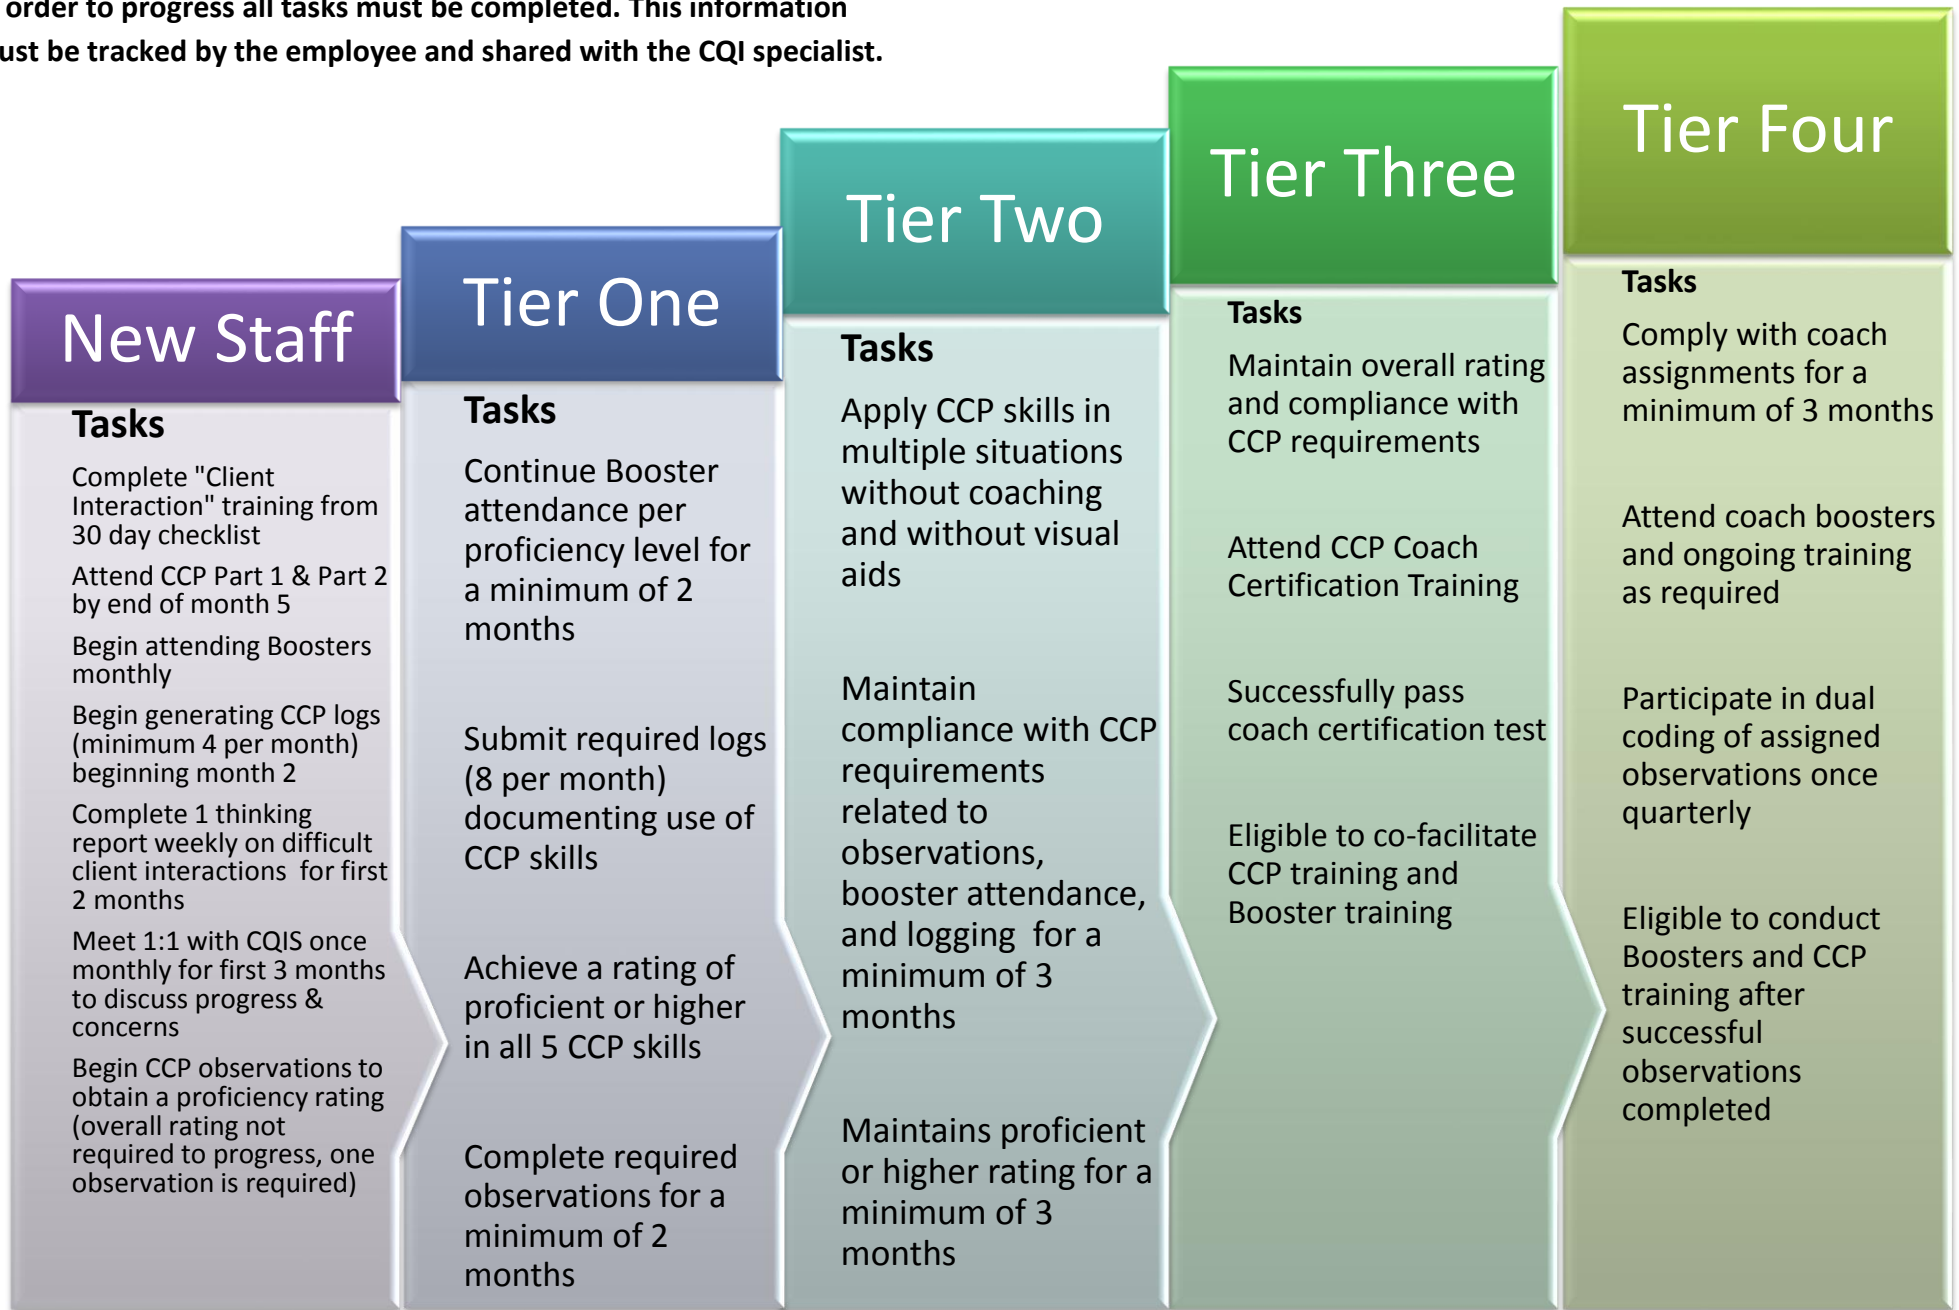 order to progress all tasks must be completed. This information
ust be tracked by the employee and shared with the CQI specialist.
New Staff
Tasks
Complete "Client
Interaction" training from
30 day checklist
Attend CCP Part 1 & Part 2
by end of month 5
Begin attending Boosters
monthly
Begin generating CCP logs
(minimum 4 per month)
beginning month 2
Complete 1 thinking
report weekly on difficult
client interactions for first
2 months
Meet 1:1 with CQIS once
monthly for first 3 months
to discuss progress &
concerns
Begin CCP observations to
obtain a proficiency rating
(overall rating not
required to progress, one
observation is required)
Tier One
Tasks
Continue Booster
attendance per
proficiency level for
a minimum of 2
months
Submit required logs
(8 per month)
documenting use of
CCP skills
Achieve a rating of
proficient or higher
in all 5 CCP skills
Complete required
observations for a
minimum of 2
months
Tier Two
Tasks
Apply CCP skills in
multiple situations
without coaching
and without visual
aids
Maintain
compliance with CCP
requirements
related to
observations,
booster attendance,
and logging for a
minimum of 3
months
Maintains proficient
or higher rating for a
minimum of 3
months
Tier Three
Tasks
Maintain overall rating
and compliance with
CCP requirements
Attend CCP Coach
Certification Training
Successfully pass
coach certification test
Eligible to co-facilitate
CCP training and
Booster training
Tier Four
Tasks
Comply with coach
assignments for a
minimum of 3 months
Attend coach boosters
and ongoing training
as required
Participate in dual
coding of assigned
observations once
quarterly
Eligible to conduct
Boosters and CCP
training after
successful
observations
completed